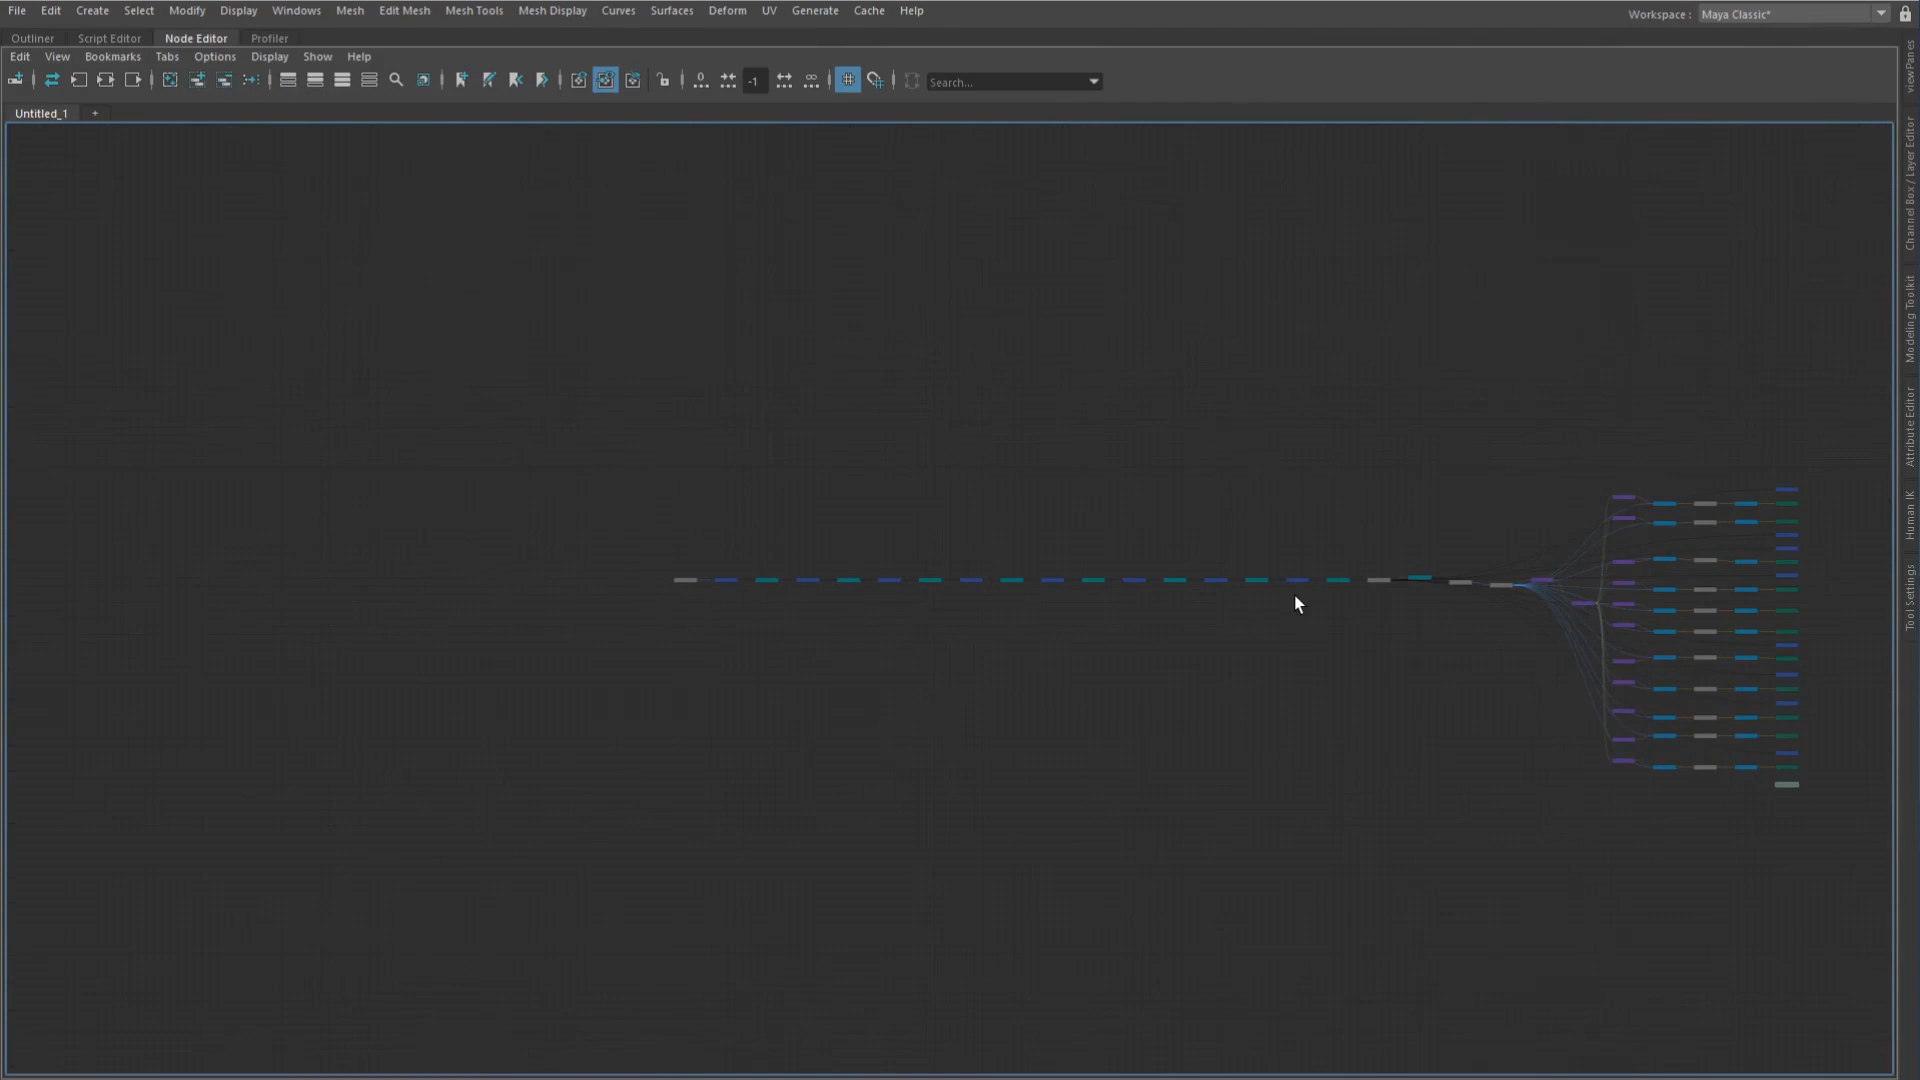 File Edit Create Select Modify Display Windows Mesh Edit Mesh Mesh Tools Mesh Display Curves Surfaces Deform UV Generate Cache Help
Workspace : Maya Classic*
Outliner Script Editor Node Editor Profiler
Edit View Bookmarks Tabs Options Display Show Help
0 -1 ∞ Search...
Untitled_1 +
viewPanes
Channel Box / Layer Editor
Modeling Toolkit
Attribute Editor
Human IK
Tool Settings